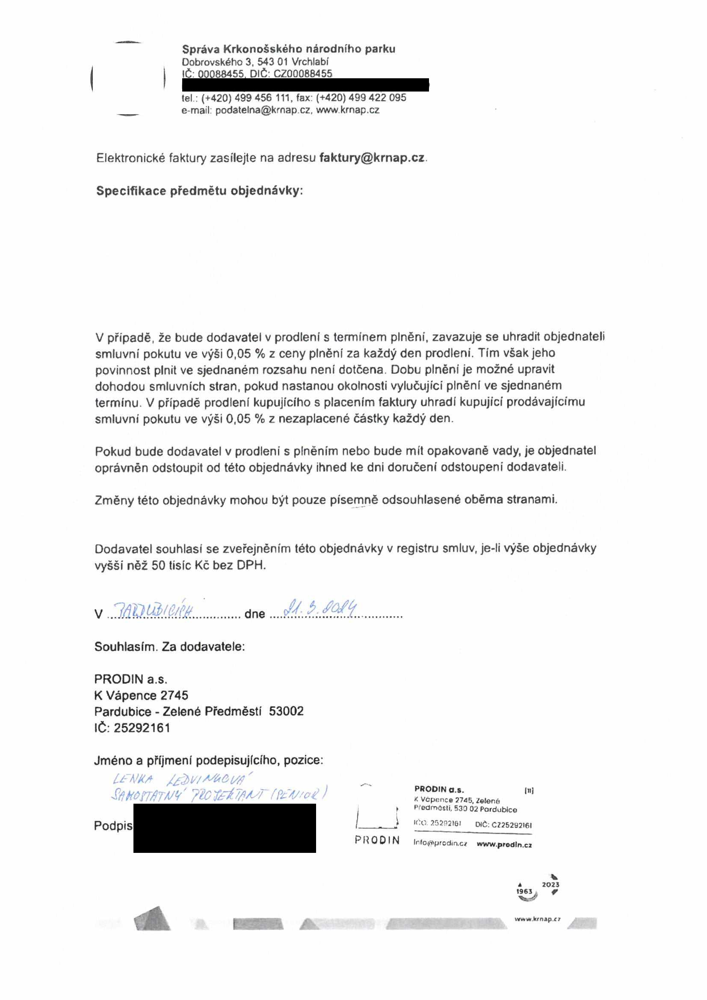 Správa Krkonošského národního parku
Dobrovského 3, 543 01 Vrchlabí
IČ: 00088455, DIČ: CZ00088455
tel.: (+420) 499 456 111, fax: (+420) 499 422 095
e-mail: podatelna@krnap.cz, www.krnap.cz
Elektronické faktury zasílejte na adresu faktury@krnap.cz.
Specifikace předmětu objednávky:
V případě, že bude dodavatel v prodlení s termínem plnění, zavazuje se uhradit objednateli
smluvní pokutu ve výši 0,05 % z ceny plnění za každý den prodlení. Tím však jeho
povinnost plnit ve sjednaném rozsahu není dotčena. Dobu plnění je možné upravit
dohodou smluvních stran, pokud nastanou okolnosti vylučující plnění ve sjednaném
termínu. V případě prodlení kupujícího s placením faktury uhradí kupující prodávajícímu
smluvní pokutu ve výši 0,05 % z nezaplacené částky každý den.
Pokud bude dodavatel v prodlení s plněním nebo bude mít opakovaně vady, je objednatel
oprávněn odstoupit od této objednávky ihned ke dni doručení odstoupení dodavateli.
Změny této objednávky mohou být pouze písemně odsouhlasené oběma stranami.
Dodavatel souhlasí se zveřejněním této objednávky v registru smluv, je-li výše objednávky
vyšší něž 50 tisíc Kč bez DPH.
V PARDUBICÍCH dne 21.3.2024
Souhlasím. Za dodavatele:
PRODIN a.s.
K Vápence 2745
Pardubice - Zelené Předměstí 53002
IČ: 25292161
Jméno a příjmení podepisujícího, pozice:
LENKA LEDVINKOVÁ
SAMOSTATNÝ PROJEKTANT (SENIOR)
Podpis
PRODIN
PRODIN a.s.
K Vápence 2745, Zelené
Předměstí, 530 02 Pardubice
IČO: 25292161 DIČ: CZ25292161
info@prodin.cz www.prodin.cz
1963 2023
www.krnap.cz